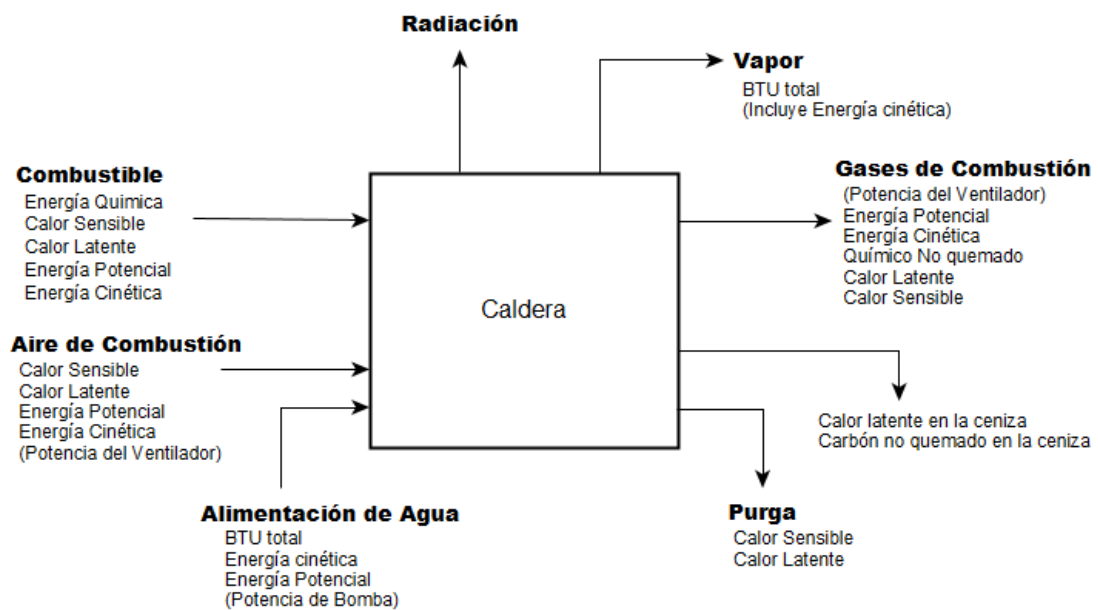 Radiación
Vapor
BTU total
(Incluye Energía cinética)
Combustible
Energía Quimica
Calor Sensible
Calor Latente
Energía Potencial
Energía Cinética
Gases de Combustión
(Potencia del Ventilador)
Energía Potencial
Energía Cinética
Químico No quemado
Calor Latente
Calor Sensible
Caldera
Aire de Combustión
Calor Sensible
Calor Latente
Energía Potencial
Energía Cinética
(Potencia del Ventilador)
Calor latente en la ceniza
Carbón no quemado en la ceniza
Alimentación de Agua
BTU total
Energía cinética
Energía Potencial
(Potencia de Bomba)
Purga
Calor Sensible
Calor Latente